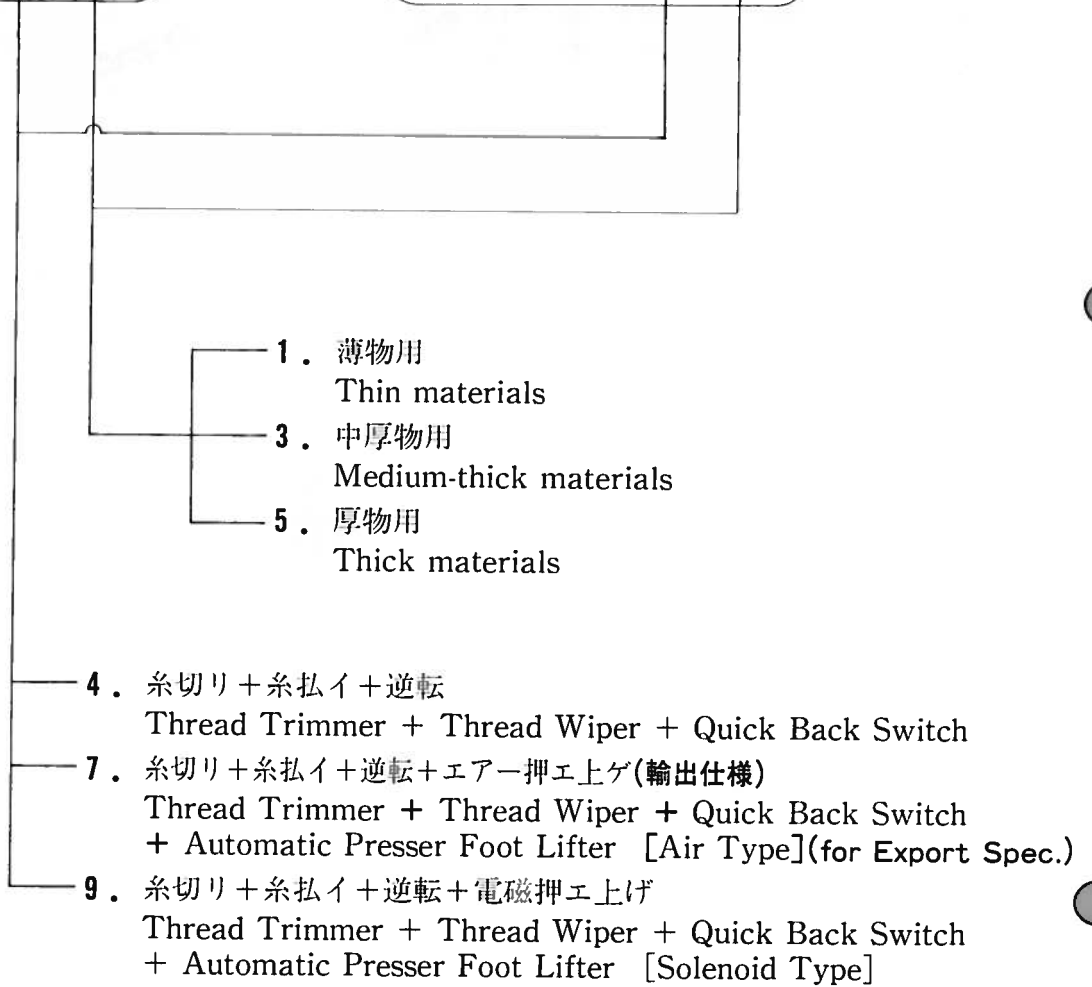 1. 薄物用
Thin materials
3. 中厚物用
Medium-thick materials
5. 厚物用
Thick materials
4. 糸切リ+糸払イ+逆転
Thread Trimmer + Thread Wiper + Quick Back Switch
7. 糸切リ+糸払イ+逆転+エアー押エ上ゲ(輸出仕様)
Thread Trimmer + Thread Wiper + Quick Back Switch
+ Automatic Presser Foot Lifter [Air Type](for Export Spec.)
9. 糸切リ+糸払イ+逆転+電磁押エ上げ
Thread Trimmer + Thread Wiper + Quick Back Switch
+ Automatic Presser Foot Lifter [Solenoid Type]